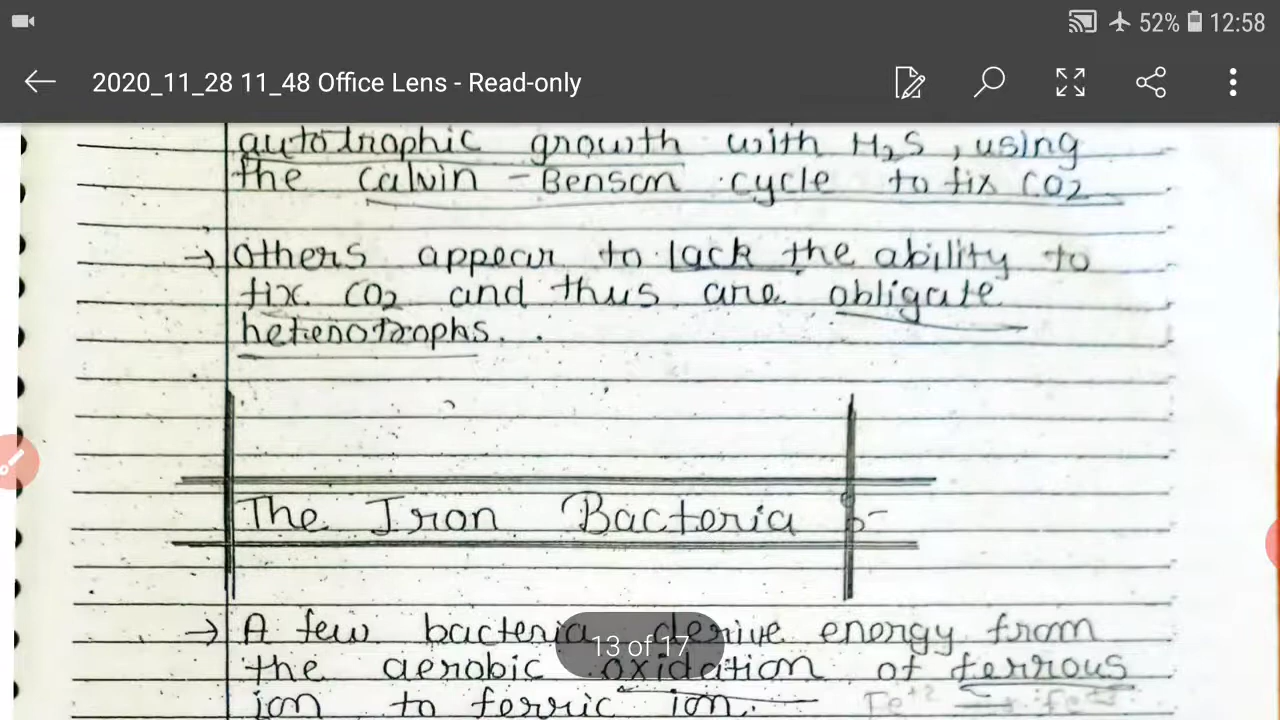 52% 12:58
2020_11_28 11_48 Office Lens - Read-only
autotrophic growth with H2S, using
the Calvin - Benson cycle to fix CO2
→ others appear to lack the ability to
fix CO2 and thus are obligate
heterotrophs.
The Iron Bacteria :-
→ A few bacteria derive energy from
13 of 17
the aerobic oxidation of ferrous
ion to ferric ion. Fe+2 →